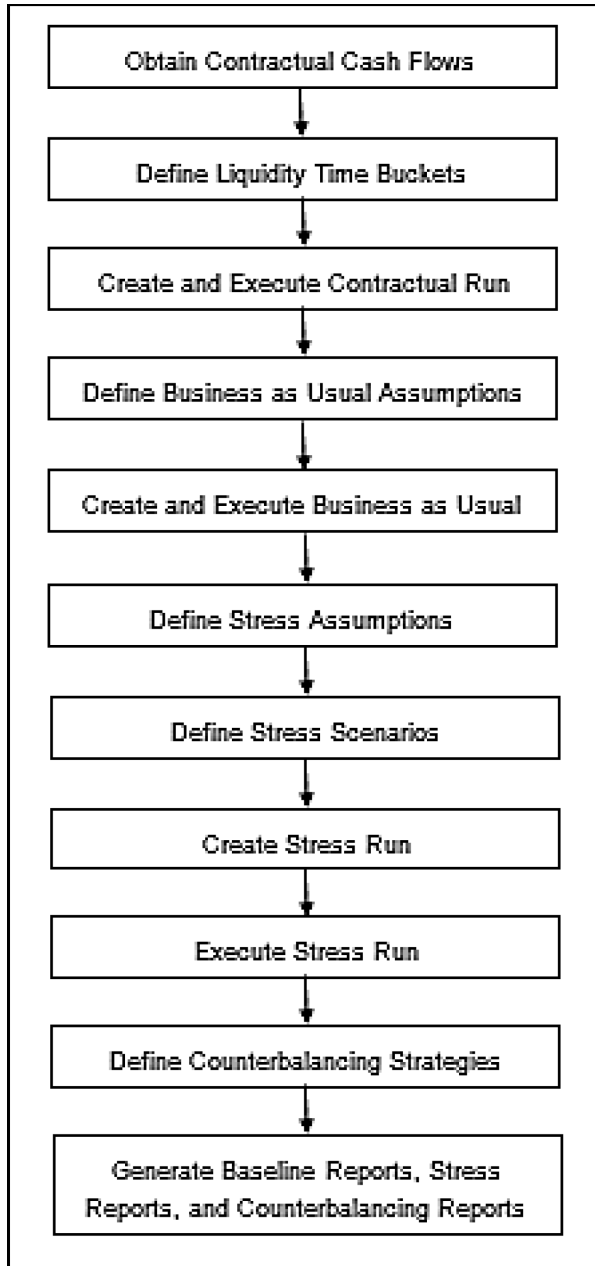 Obtain Contractual Cash Flows
Define Liquidity Time Buckets
Create and Execute Contractual Run
Define Business as Usual Assumptions
Create and Execute Business as Usual
Define Stress Assumptions
Define Stress Scenarios
Create Stress Run
Execute Stress Run
Define Counterbalancing Strategies
Generate Baseline Reports, Stress
Reports, and Counterbalancing Reports